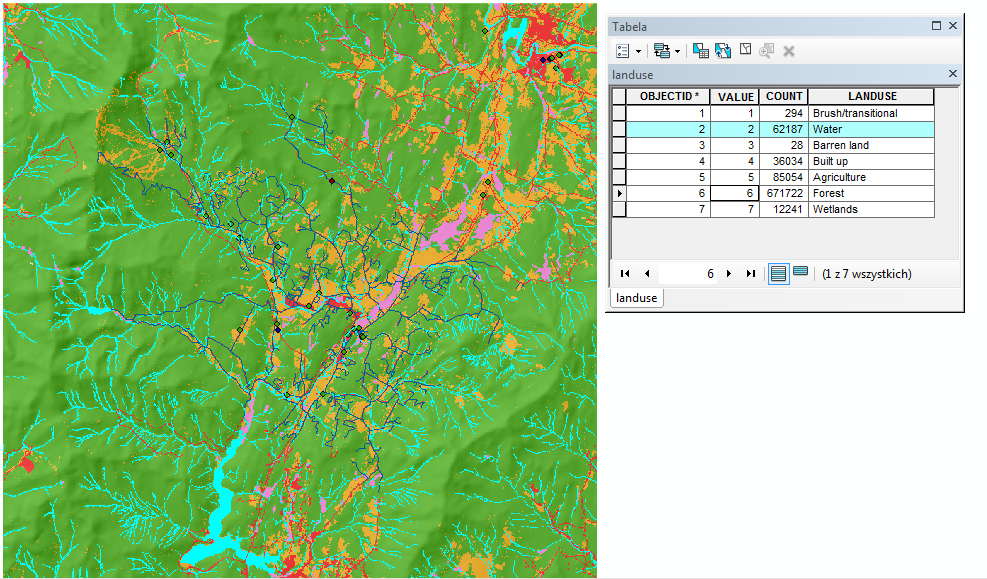 Tabela
landuse
OBJECTID * VALUE COUNT LANDUSE
1 1 294 Brush/transitional
2 2 62187 Water
3 3 28 Barren land
4 4 36034 Built up
5 5 85054 Agriculture
6 6 671722 Forest
7 7 12241 Wetlands
6 (1 z 7 wszystkich)
landuse